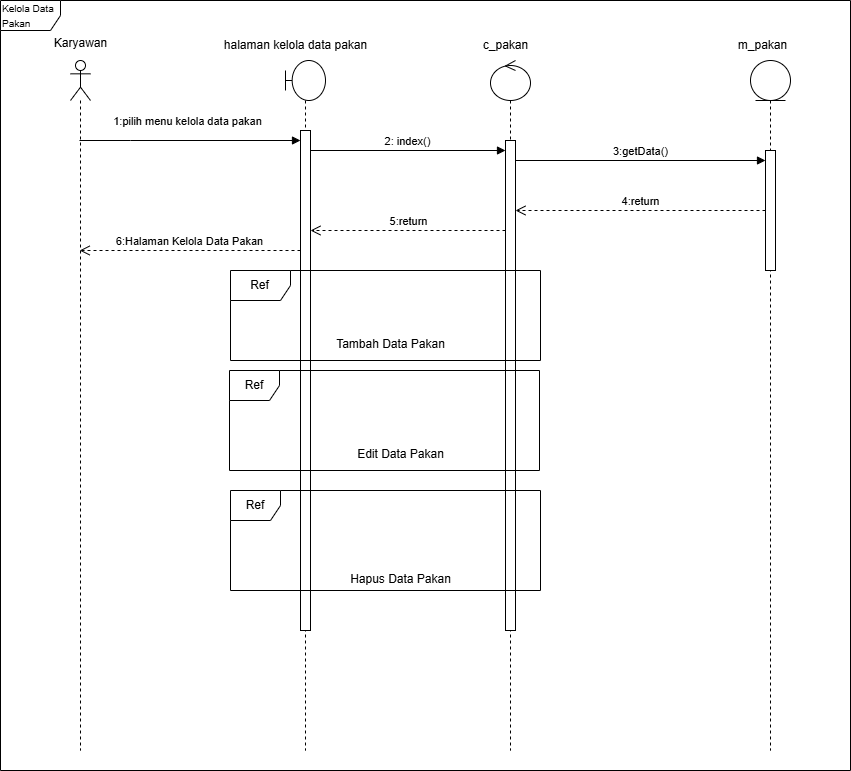 Kelola Data
Pakan
Karyawan
halaman kelola data pakan
c_pakan
m_pakan
1:pilih menu kelola data pakan
2: index()
3:getData()
4:return
5:return
6:Halaman Kelola Data Pakan
Ref
Tambah Data Pakan
Ref
Edit Data Pakan
Ref
Hapus Data Pakan